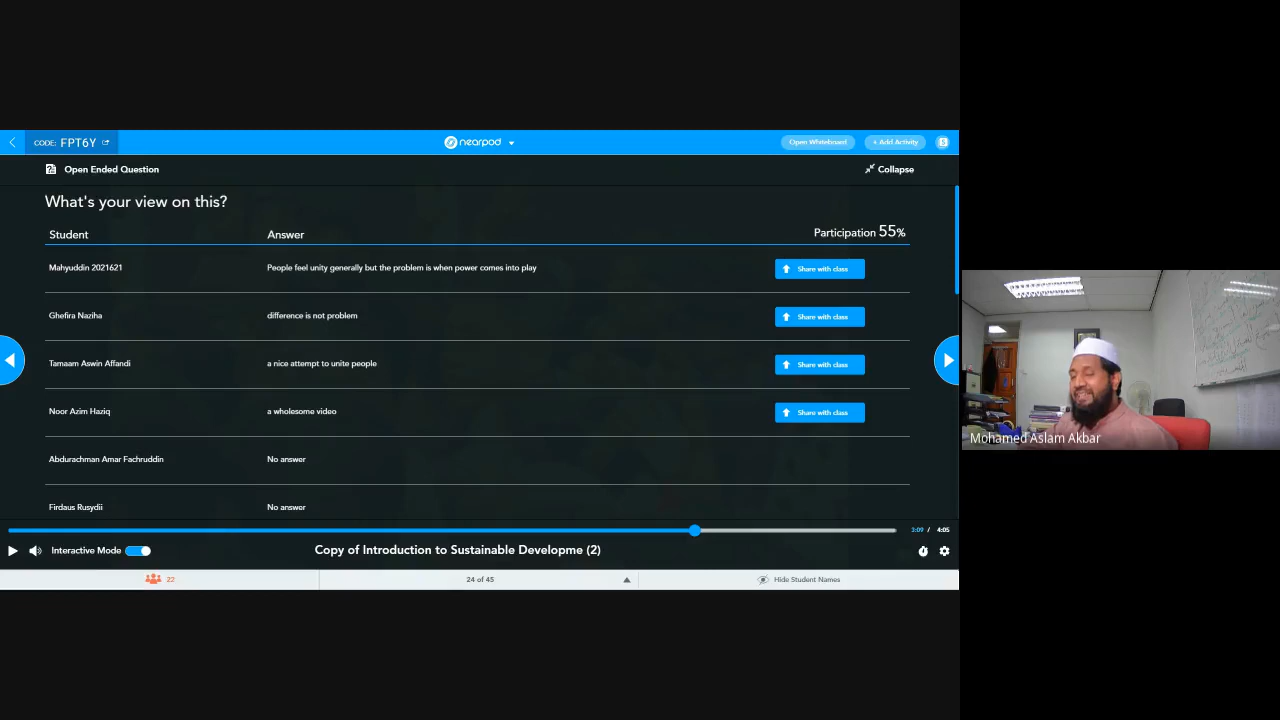 CODE: FPT6Y
nearpod
Open Whiteboard
+ Add Activity
Open Ended Question
Collapse
What's your view on this?
Student Answer Participation 55%
Mahyuddin 2021621 People feel unity generally but the problem is when power comes into play Share with class
Ghefira Naziha difference is not problem Share with class
Tamaam Aswin Affandi a nice attempt to unite people Share with class
Noor Azim Haziq a wholesome video Share with class
Abdurachman Amar Fachruddin No answer
Firdaus Rusydii No answer
3:09 / 4:05
Interactive Mode Copy of Introduction to Sustainable Developme (2)
22 24 of 45 Hide Student Names
Mohamed Aslam Akbar